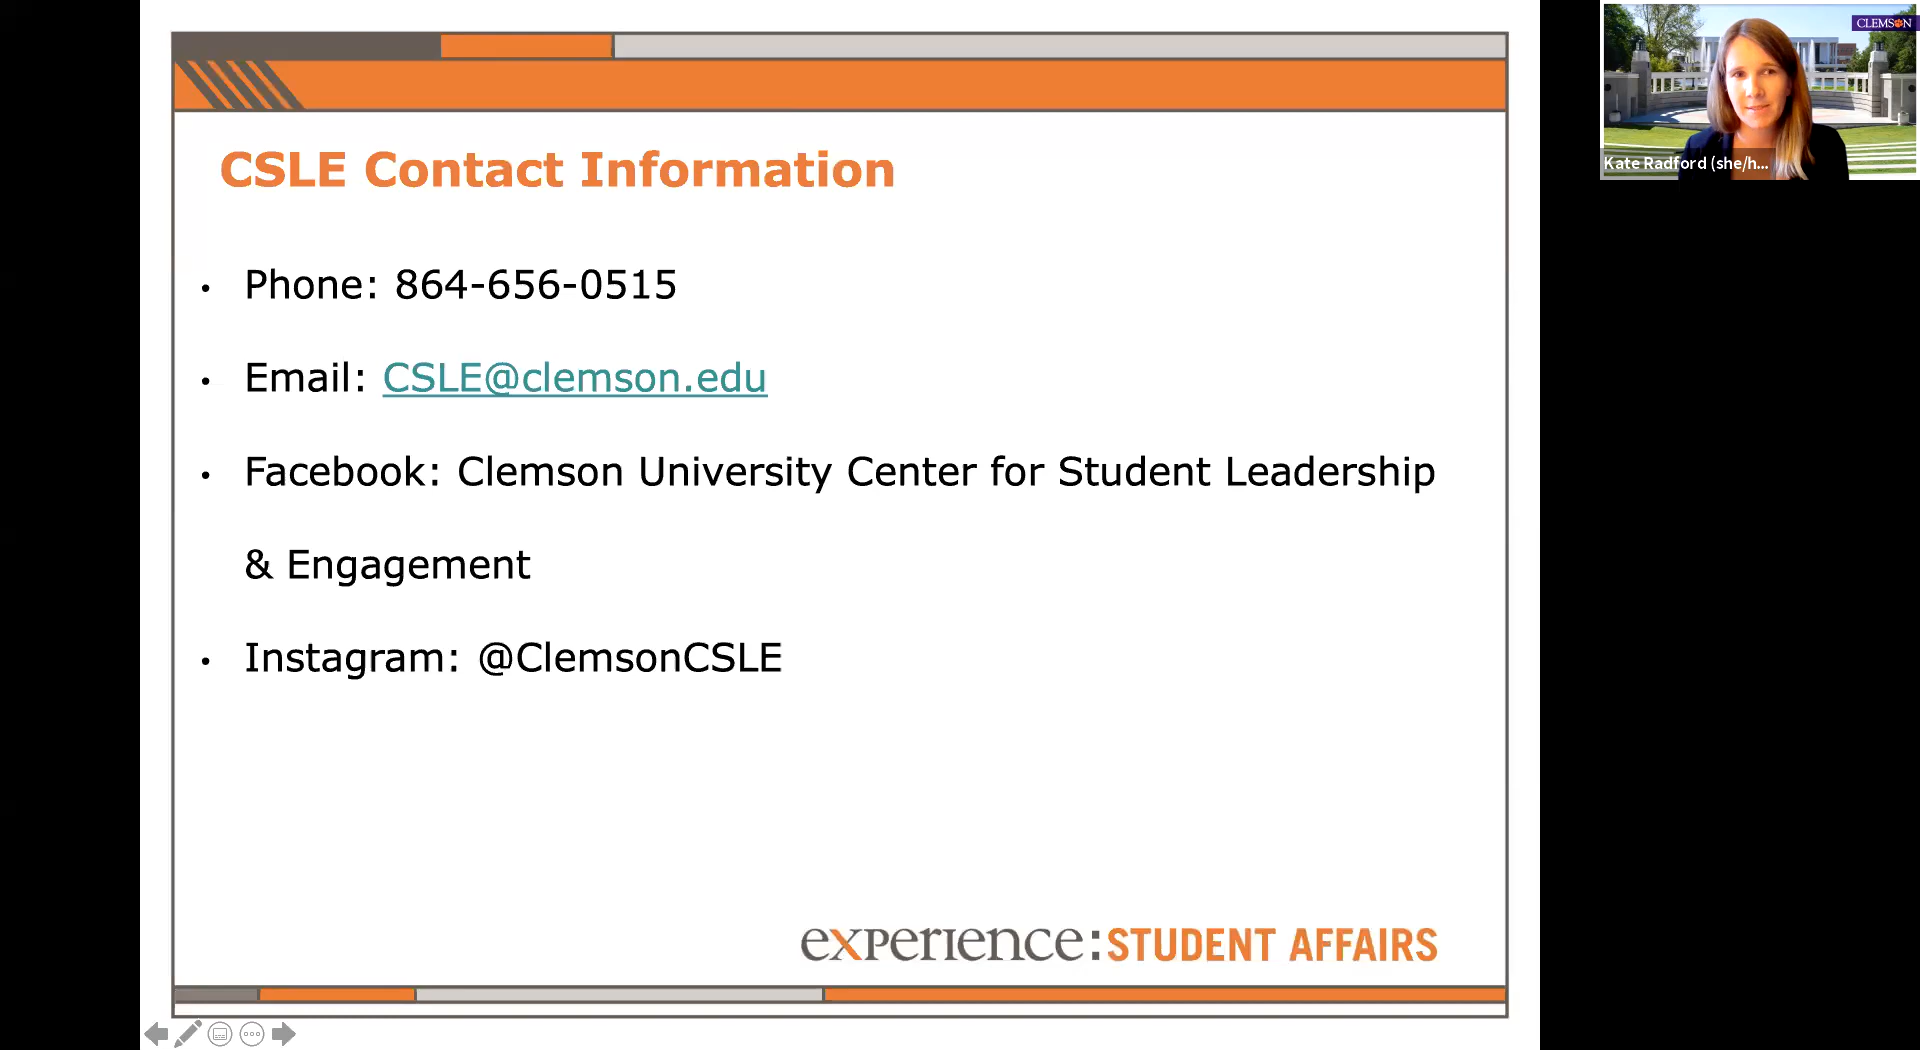 CSLE Contact Information
• Phone: 864-656-0515
• Email: CSLE@clemson.edu
• Facebook: Clemson University Center for Student Leadership
& Engagement
• Instagram: @ClemsonCSLE
experience:STUDENT AFFAIRS
CLEMSON
Kate Radford (she/h...